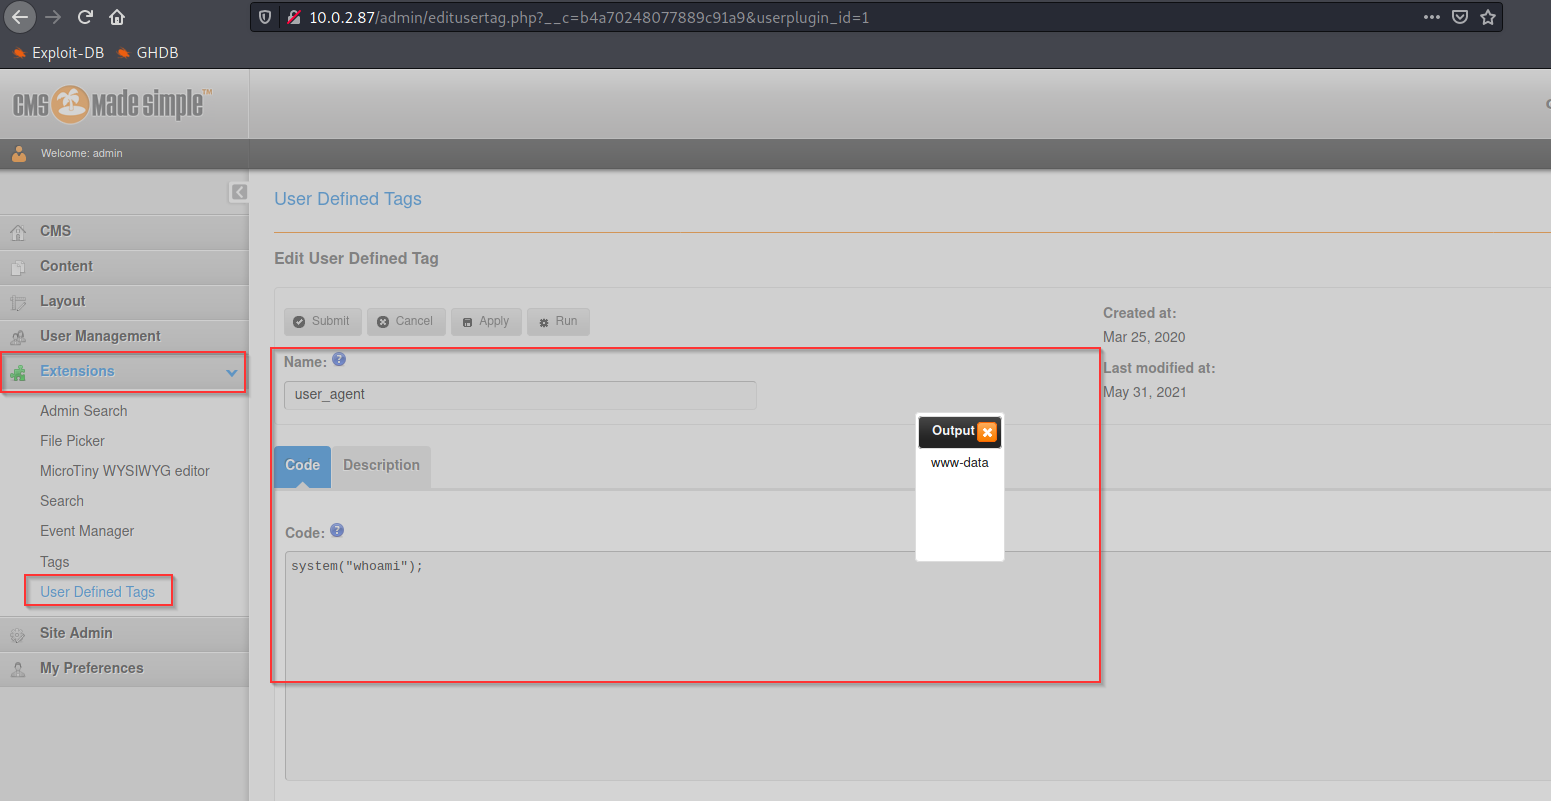 10.0.2.87/admin/editusertag.php?__c=b4a70248077889c91a9&userplugin_id=1
Exploit-DB GHDB
CMS Made Simple™
Welcome: admin
User Defined Tags
CMS
Edit User Defined Tag
Content
Layout
Submit Cancel Apply Run
Created at:
User Management
Mar 25, 2020
Name:
Extensions
Last modified at:
user_agent
May 31, 2021
Admin Search
File Picker
Output
www-data
Code Description
MicroTiny WYSIWYG editor
Search
Event Manager
Code:
Tags
system("whoami");
User Defined Tags
Site Admin
My Preferences